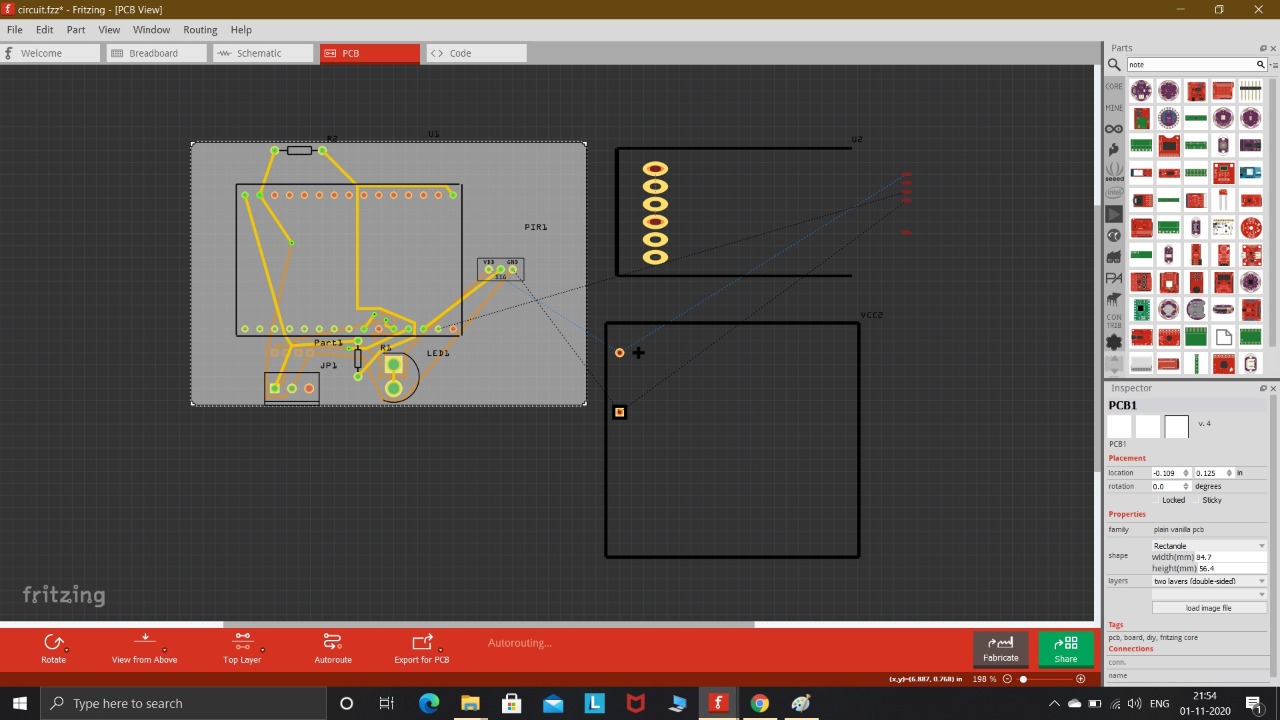 circuit.fzz* - Fritzing - [PCB View]
File Edit Part View Window Routing Help
Welcome Breadboard Schematic PCB Code
Parts
note
CORE
MINE
seeed
intel
PA
CON
TRIB
R2
U1
U2
PIR1
VDD GND
SIG
VCC2
+
Part1
R1
LED1
JP1
fritzing
Inspector
PCB1
v. 4
PCB1
Placement
location -0.109 0.125 in
rotation 0.0 degrees
Locked Sticky
Properties
family plain vanilla pcb
shape Rectangle
width(mm) 84.7
height(mm) 56.4
layers two layers (double-sided)
load image file
Tags
pcb, board, diy, fritzing core
Connections
conn.
name
Rotate View from Above Top Layer Autoroute Export for PCB Autorouting... Fabricate Share
(x,y)=(6.887, 0.768) in 198 %
Type here to search
ENG
21:54
01-11-2020